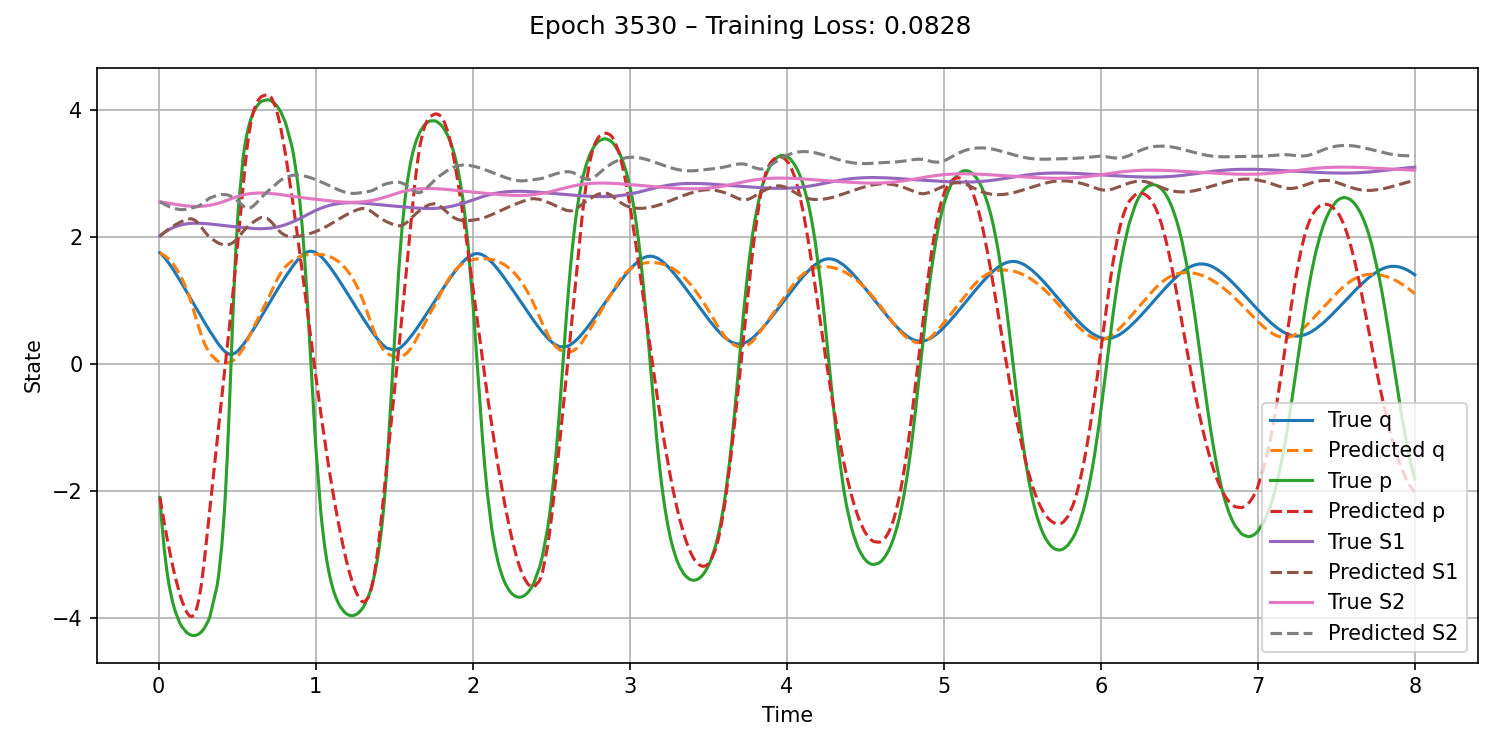 Epoch 3530 – Training Loss: 0.0828
State
4
2
0
−2
−4
0 1 2 3 4 5 6 7 8
Time
True q
Predicted q
True p
Predicted p
True S1
Predicted S1
True S2
Predicted S2